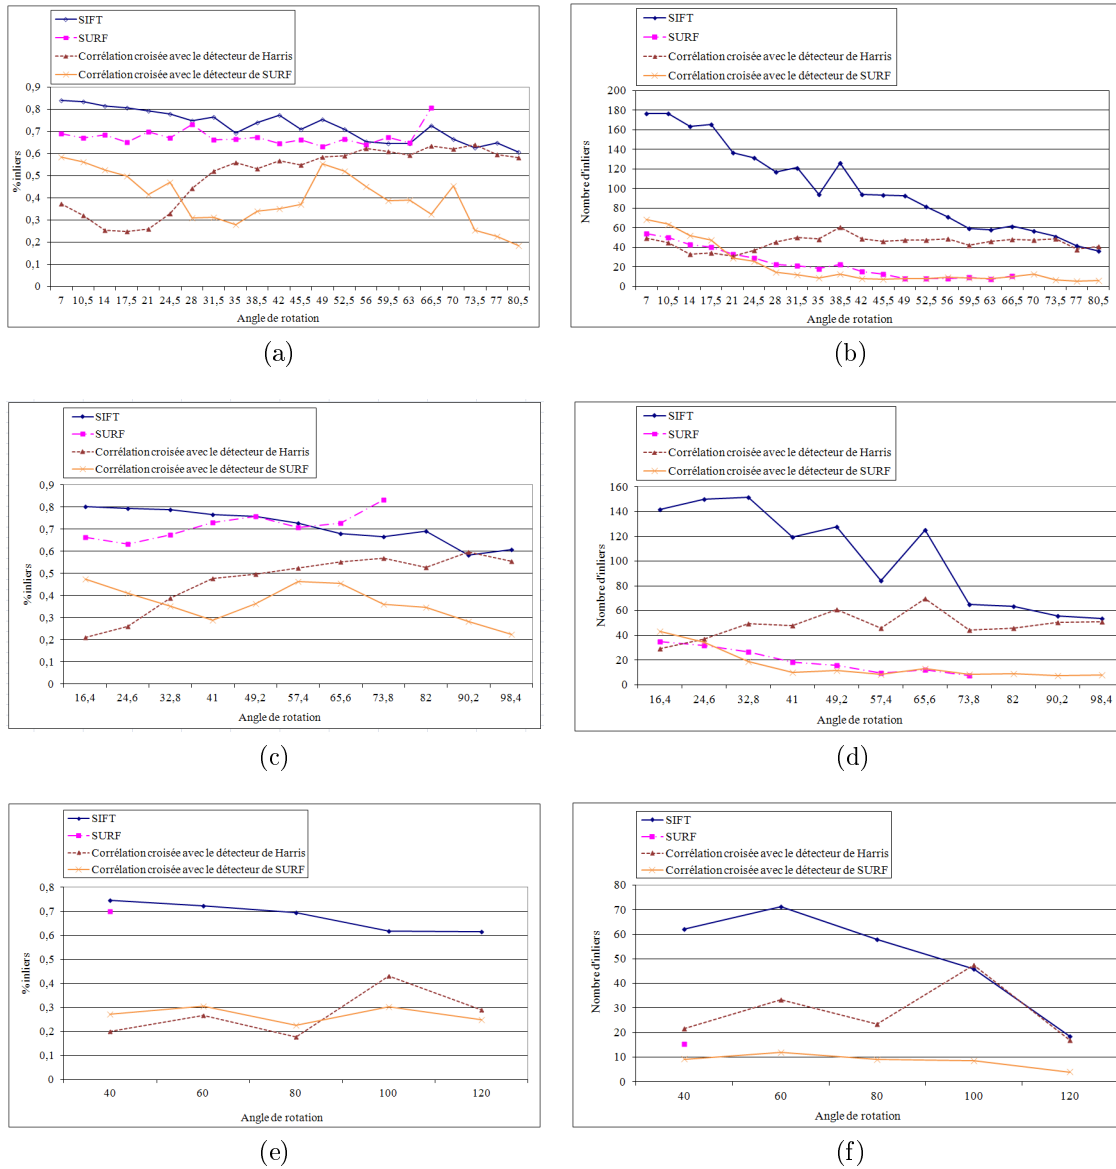 SIFT
SURF
Corrélation croisée avec le détecteur de Harris
Corrélation croisée avec le détecteur de SURF
0,9
0,8
0,7
0,6
0,5
0,4
0,3
0,2
0,1
0
% inliers
7 10,5 14 17,5 21 24,5 28 31,5 35 38,5 42 45,5 49 52,5 56 59,5 63 66,5 70 73,5 77 80,5
Angle de rotation
(a)
SIFT
SURF
Corrélation croisée avec le détecteur de Harris
Corrélation croisée avec le détecteur de SURF
200
180
160
140
120
100
80
60
40
20
0
Nombre d'inliers
7 10,5 14 17,5 21 24,5 28 31,5 35 38,5 42 45,5 49 52,5 56 59,5 63 66,5 70 73,5 77 80,5
Angle de rotation
(b)
SIFT
SURF
Corrélation croisée avec le détecteur de Harris
Corrélation croisée avec le détecteur de SURF
0,9
0,8
0,7
0,6
0,5
0,4
0,3
0,2
0,1
0
% inliers
16,4 24,6 32,8 41 49,2 57,4 65,6 73,8 82 90,2 98,4
Angle de rotation
(c)
SIFT
SURF
Corrélation croisée avec le détecteur de Harris
Corrélation croisée avec le détecteur de SURF
160
140
120
100
80
60
40
20
0
Nombre d'inliers
16,4 24,6 32,8 41 49,2 57,4 65,6 73,8 82 90,2 98,4
Angle de rotation
(d)
SIFT
SURF
Corrélation croisée avec le détecteur de Harris
Corrélation croisée avec le détecteur de SURF
0,8
0,7
0,6
0,5
0,4
0,3
0,2
0,1
0
% inliers
40 60 80 100 120
Angle de rotation
(e)
SIFT
SURF
Corrélation croisée avec le détecteur de Harris
Corrélation croisée avec le détecteur de SURF
80
70
60
50
40
30
20
10
0
Nombre d'inliers
40 60 80 100 120
Angle de rotation
(f)